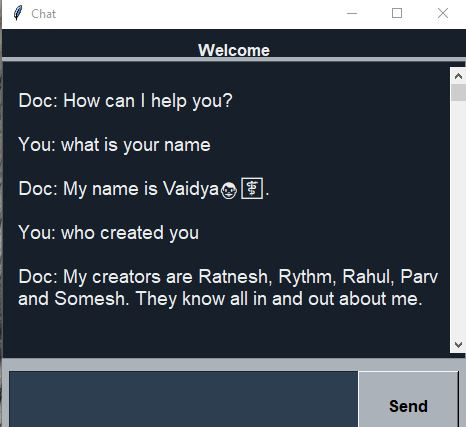 Chat
Welcome
Doc: How can I help you?
You: what is your name
Doc: My name is Vaidya👨‍⚕️.
You: who created you
Doc: My creators are Ratnesh, Rythm, Rahul, Parv
and Somesh. They know all in and out about me.
Send